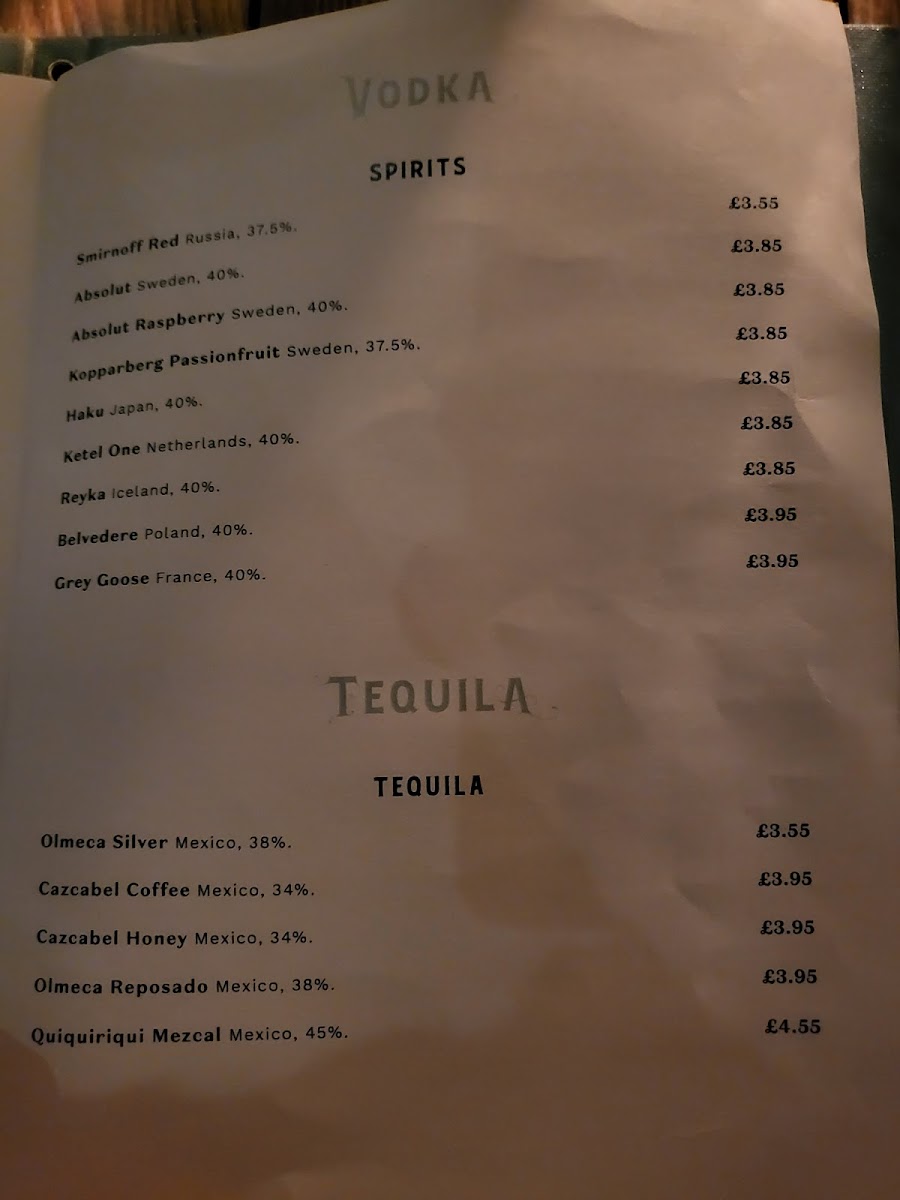 VODKA
SPIRITS
Smirnoff Red Russia, 37.5%. £3.55
Absolut Sweden, 40%. £3.85
Absolut Raspberry Sweden, 40%. £3.85
Kopparberg Passionfruit Sweden, 37.5%. £3.85
Haku Japan, 40%. £3.85
Ketel One Netherlands, 40%. £3.85
Reyka Iceland, 40%. £3.85
Belvedere Poland, 40%. £3.95
Grey Goose France, 40%. £3.95
TEQUILA
TEQUILA
Olmeca Silver Mexico, 38%. £3.55
Cazcabel Coffee Mexico, 34%. £3.95
Cazcabel Honey Mexico, 34%. £3.95
Olmeca Reposado Mexico, 38%. £3.95
Quiquiriqui Mezcal Mexico, 45%. £4.55